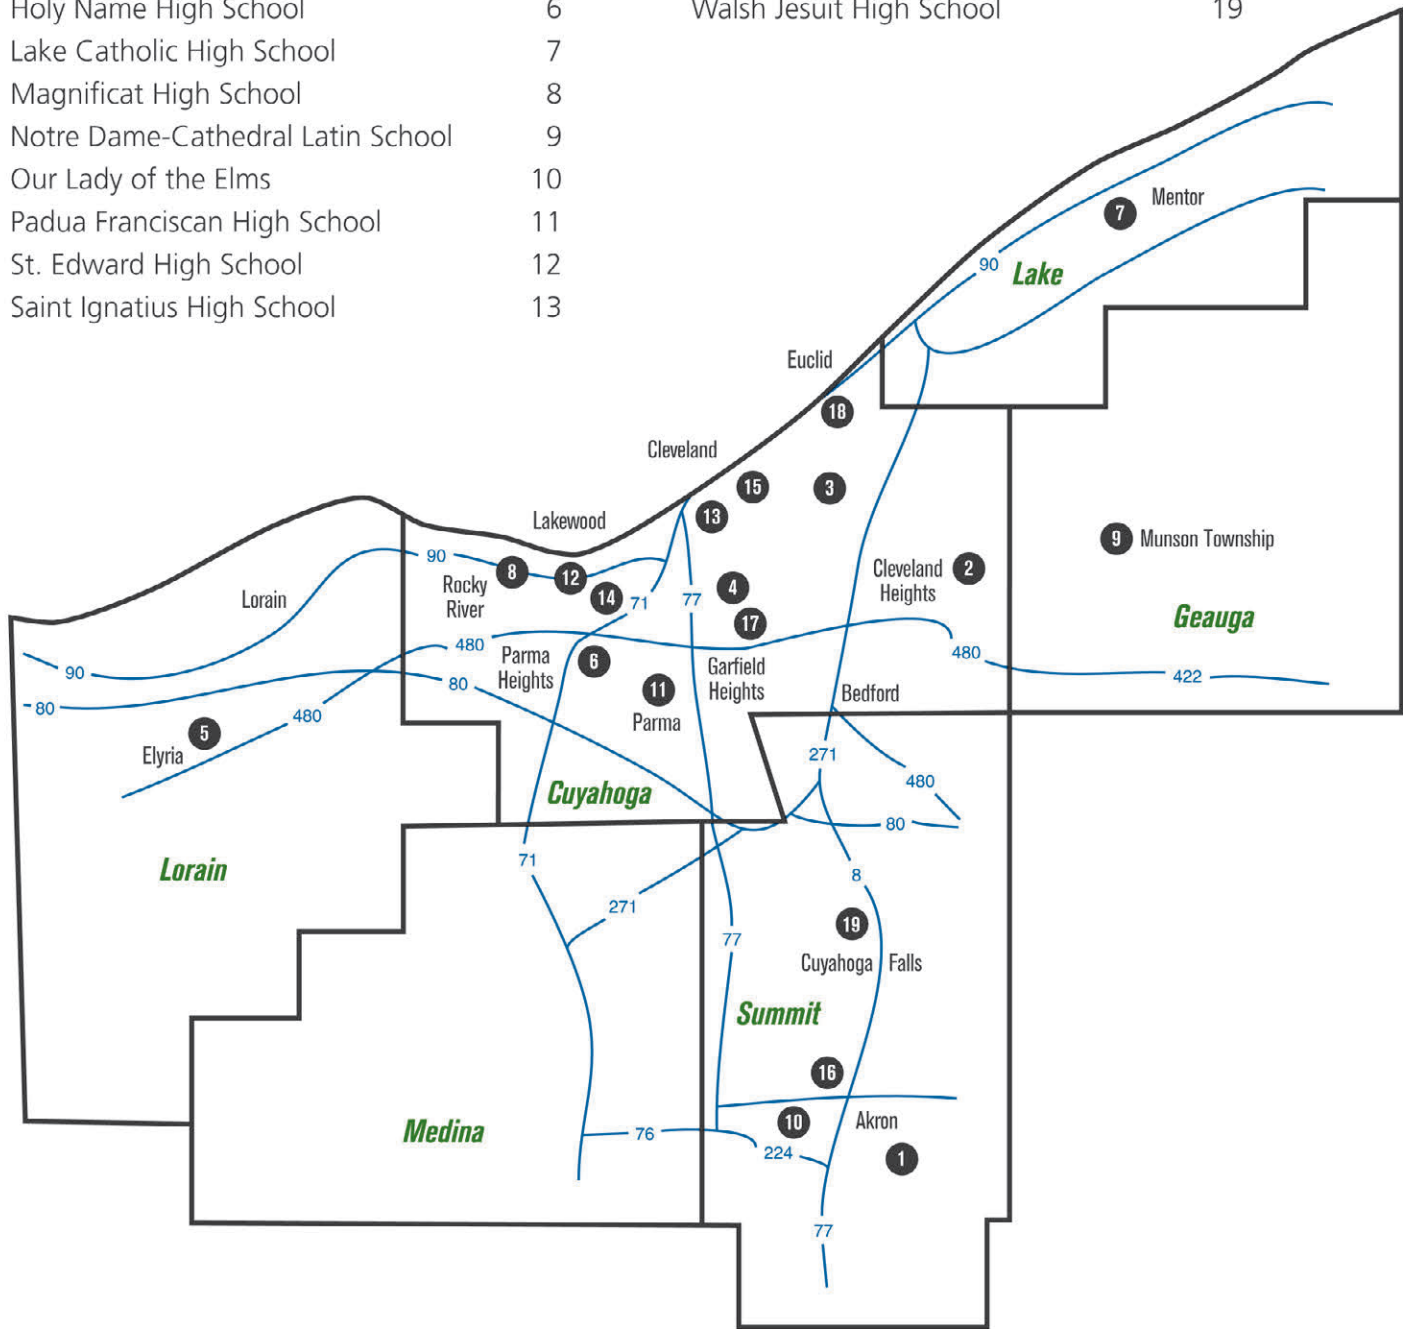 Holy Name High School 6
Walsh Jesuit High School 19
Lake Catholic High School 7
Magnificat High School 8
Notre Dame-Cathedral Latin School 9
Our Lady of the Elms 10
Padua Franciscan High School 11
St. Edward High School 12
Saint Ignatius High School 13
7 Mentor
90
Lake
Euclid
18
Cleveland
15
3
13
Lakewood
9 Munson Township
90
8
12
Rocky
River
14
71
77
4
Cleveland
Heights
2
Lorain
17
Geauga
480
480
Parma
Heights
6
Garfield
Heights
90
80
422
80
11
Parma
Bedford
480
5
Elyria
271
480
Cuyahoga
80
Lorain
71
8
271
19
77
Cuyahoga Falls
Summit
16
Medina
10
Akron
76
224
1
77